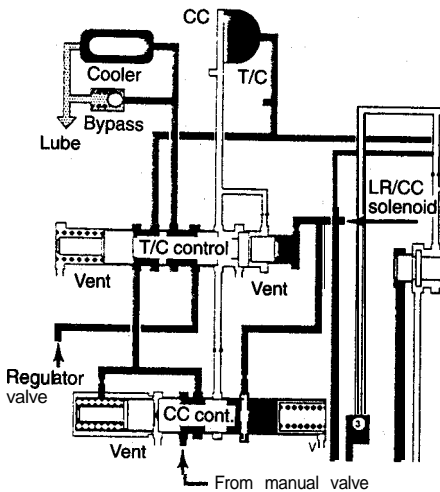 CC
Cooler
T/C
Bypass
Lube
LR/CC
solenoid
T/C control
Vent
Vent
Regulator
valve
CC cont.
3
Vent
V
From manual valve